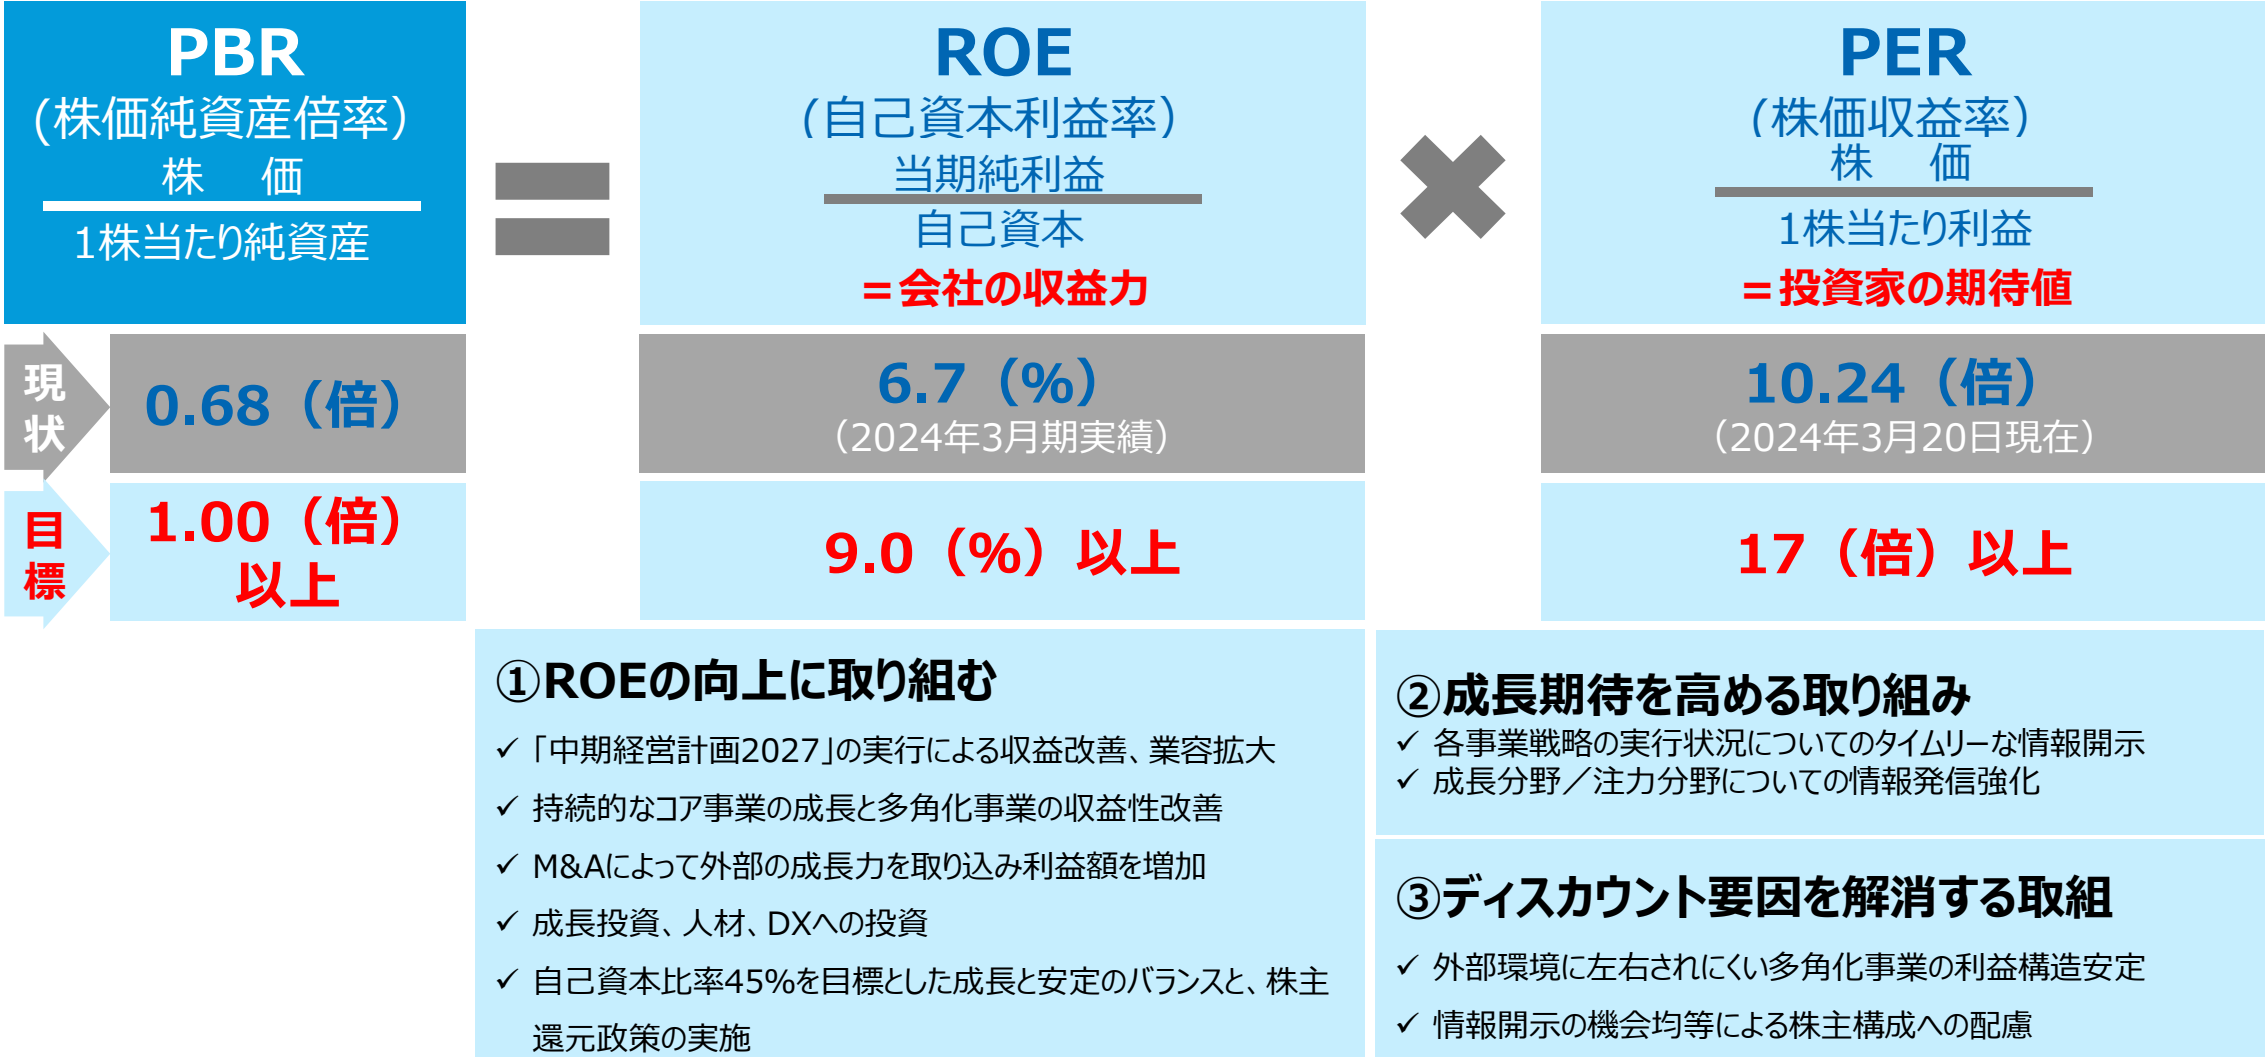 PBR
(株価純資産倍率）
株　価
1株当たり純資産
ROE
(自己資本利益率）
当期純利益
自己資本
＝会社の収益力
PER
(株価収益率）
株　価
1株当たり利益
＝投資家の期待値
現状
0.68（倍）
6.7（%）
（2024年3月期実績）
10.24（倍）
（2024年3月20日現在）
目標
1.00（倍）
以上
9.0（%）以上
17（倍）以上
①ROEの向上に取り組む
✓ 「中期経営計画2027」の実行による収益改善、業容拡大
✓ 持続的なコア事業の成長と多角化事業の収益性改善
✓ M&Aによって外部の成長力を取り込み利益額を増加
✓ 成長投資、人材、DXへの投資
✓ 自己資本比率45%を目標とした成長と安定のバランスと、株主
還元政策の実施
②成長期待を高める取り組み
✓ 各事業戦略の実行状況についてのタイムリーな情報開示
✓ 成長分野／注力分野についての情報発信強化
③ディスカウント要因を解消する取組
✓ 外部環境に左右されにくい多角化事業の利益構造安定
✓ 情報開示の機会均等による株主構成への配慮